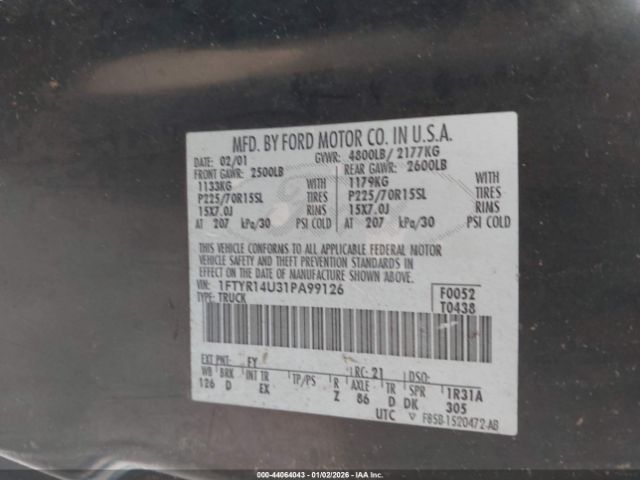 MFD. BY FORD MOTOR CO. IN U.S.A.
DATE: 02/01 GVWR: 4800LB/ 2177KG
FRONT GAWR: 2500LB REAR GAWR: 2600LB
1133KG WITH 1179KG WITH
P225/70R15SL TIRES P225/70R15SL TIRES
15X7.0J RIMS 15X7.0J RIMS
AT 207 kPa/30 PSI COLD AT 207 kPa/30 PSI COLD
THIS VEHICLE CONFORMS TO ALL APPLICABLE FEDERAL MOTOR
VEHICLE SAFETY AND THEFT PREVENTION STANDARDS IN
EFFECT ON THE DATE OF MANUFACTURE SHOWN ABOVE.
VIN: 1FTYR14U31PA99126 F0052
TYPE: TRUCK T0438
EXT PNT: FY RC: 21 DSO:
WB BRK INT TR TP/PS R AXLE TR SPR 1R31A
126 D EX Z 86 D DK 305
UTC F85B-1520472-AB
000-44064043 - 01/02/2026 - COPYRIGHT IAA